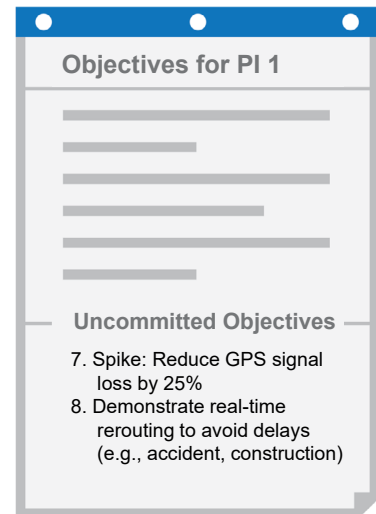 Objectives for PI 1
Uncommitted Objectives
7. Spike: Reduce GPS signal
loss by 25%
8. Demonstrate real-time
rerouting to avoid delays
(e.g., accident, construction)